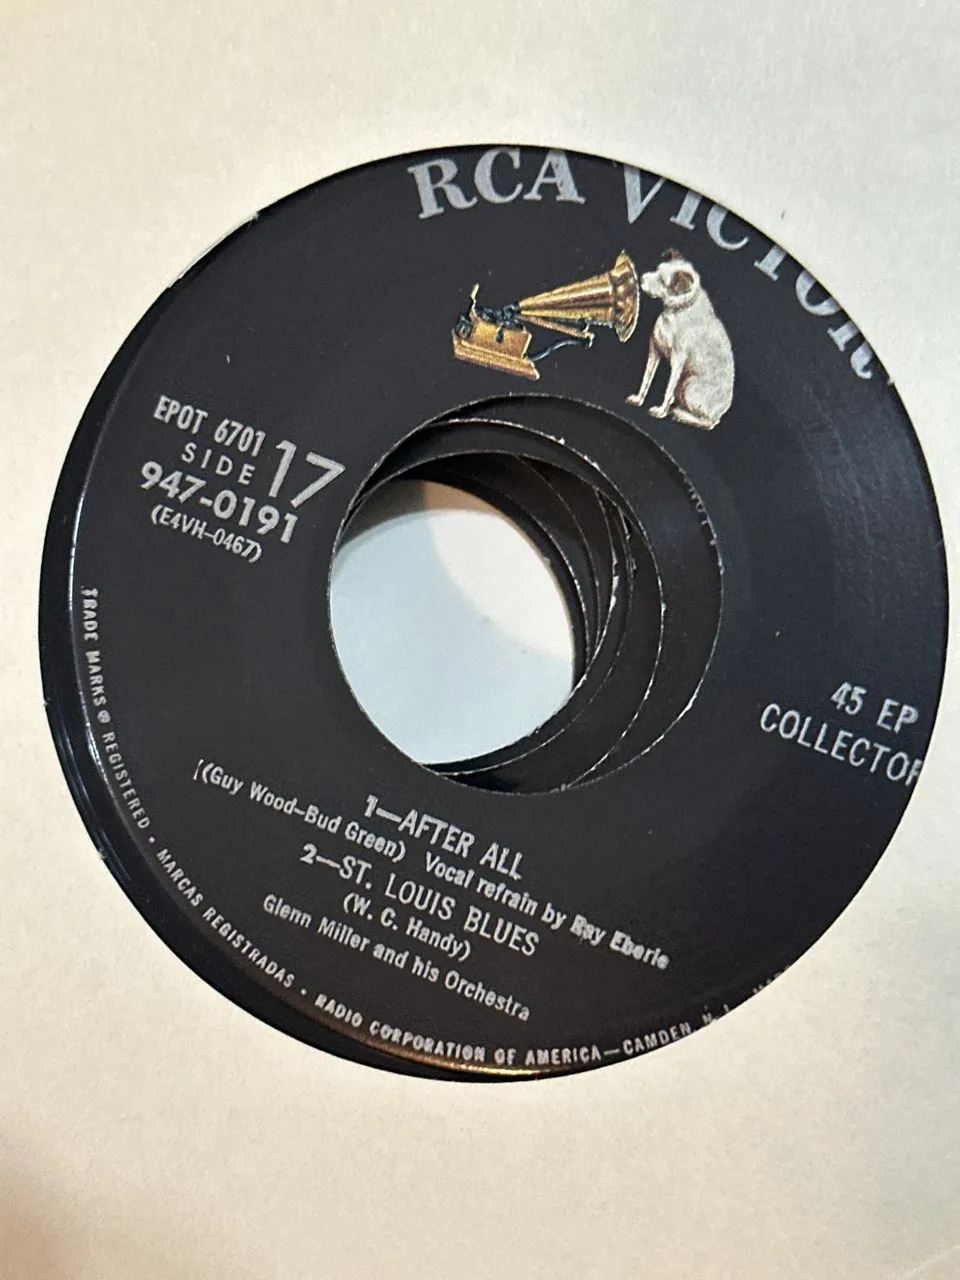 RCA VICTOR
EPOT 6701
SIDE 17
947-0191
(E4VH-0467)
45 EP
COLLECTOR
1—AFTER ALL
(Guy Wood-Bud Green) Vocal refrain by Ray Eberle
2—ST. LOUIS BLUES
(W. C. Handy)
Glenn Miller and his Orchestra
TRADE MARKS ® REGISTERED • MARCAS REGISTRADAS • RADIO CORPORATION OF AMERICA—CAMDEN, N.J.